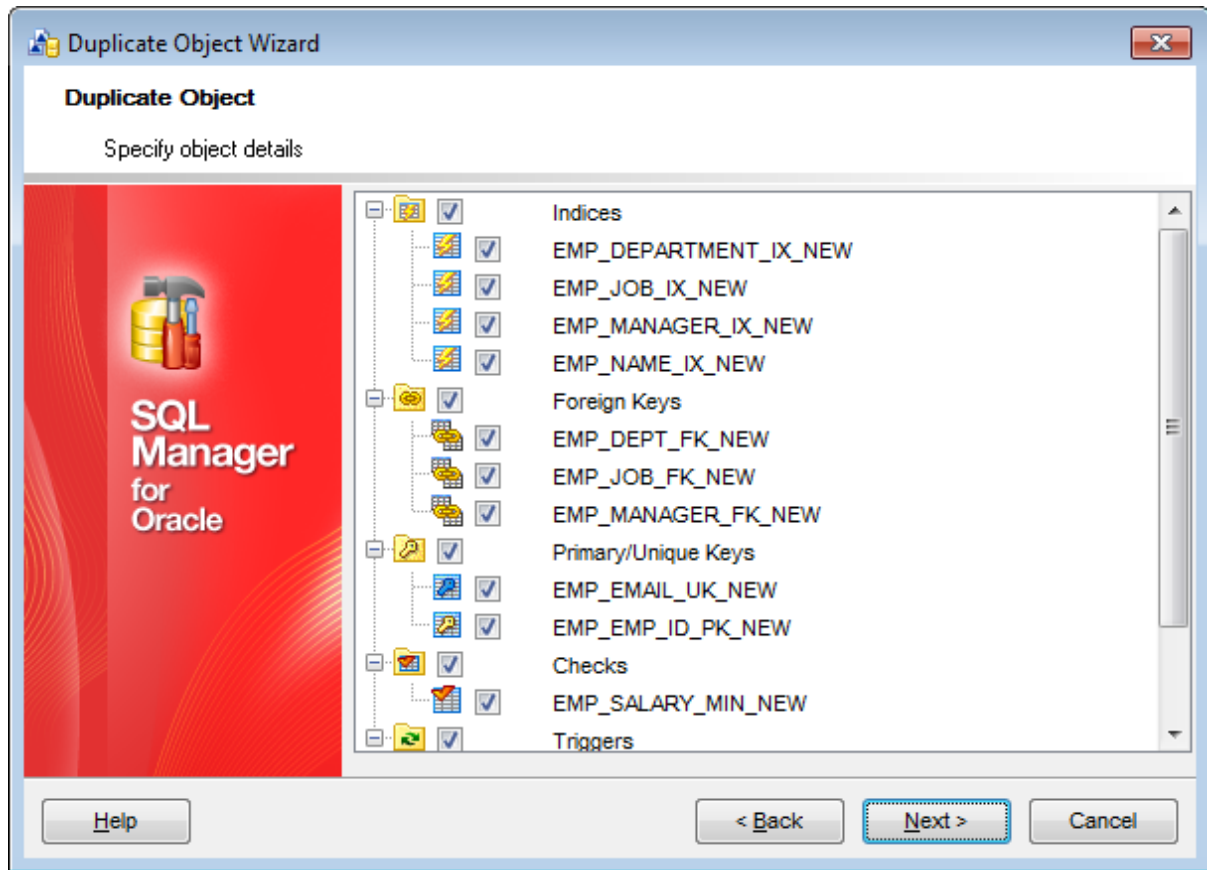 Duplicate Object Wizard
Duplicate Object
Specify object details
SQL
Manager
for
Oracle
Indices
EMP_DEPARTMENT_IX_NEW
EMP_JOB_IX_NEW
EMP_MANAGER_IX_NEW
EMP_NAME_IX_NEW
Foreign Keys
EMP_DEPT_FK_NEW
EMP_JOB_FK_NEW
EMP_MANAGER_FK_NEW
Primary/Unique Keys
EMP_EMAIL_UK_NEW
EMP_EMP_ID_PK_NEW
Checks
EMP_SALARY_MIN_NEW
Triggers
Help
< Back
Next >
Cancel